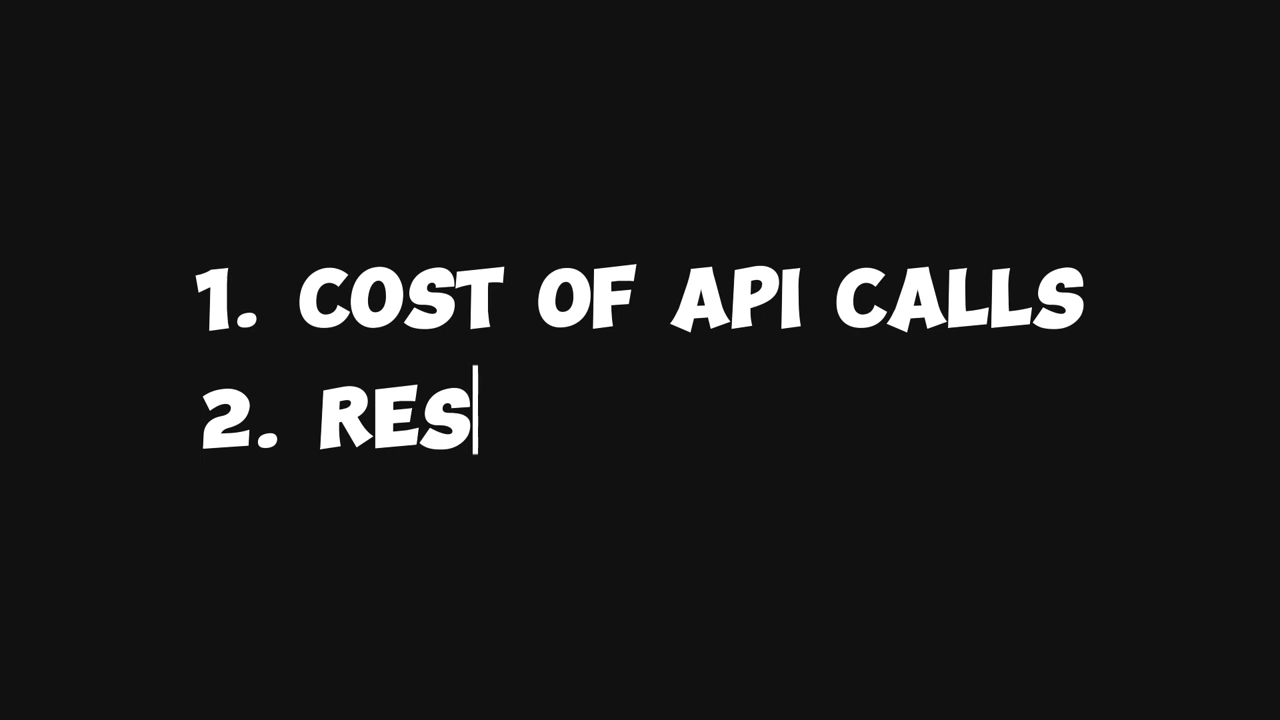 1. COST OF API CALLS
2. RES